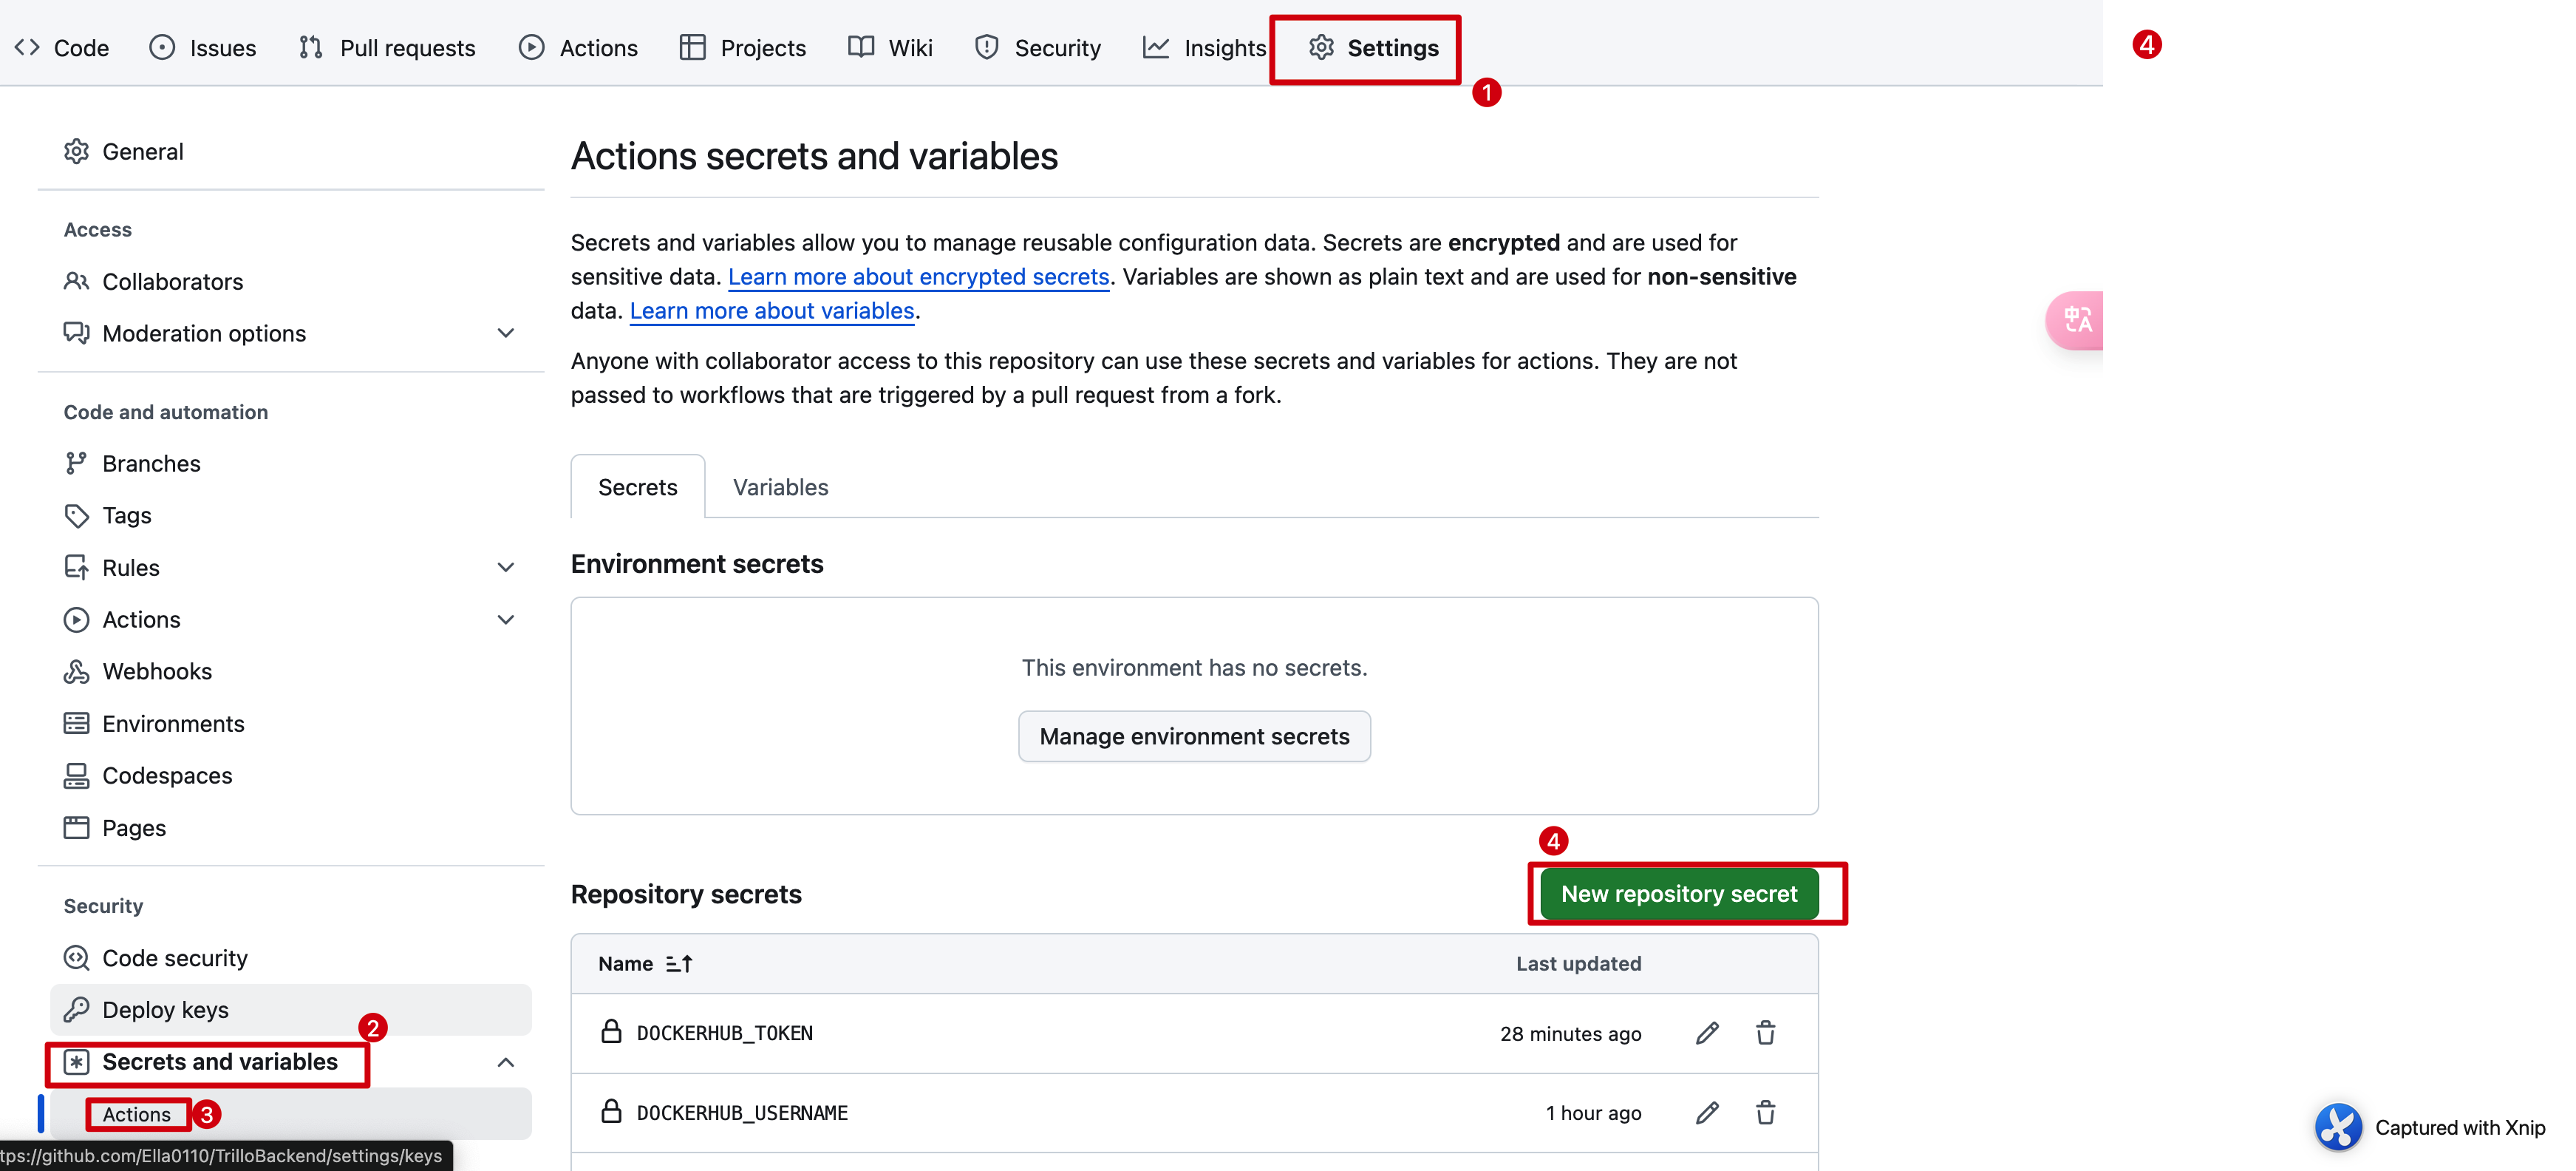 Code Issues Pull requests Actions Projects Wiki Security Insights Settings
4
1
General
Access
Collaborators
Moderation options
Code and automation
Branches
Tags
Rules
Actions
Webhooks
Environments
Codespaces
Pages
Security
Code security
Deploy keys
2
Secrets and variables
Actions 3
tps://github.com/Ella0110/TrilloBackend/settings/keys
Actions secrets and variables
Secrets and variables allow you to manage reusable configuration data. Secrets are encrypted and are used for
sensitive data. Learn more about encrypted secrets. Variables are shown as plain text and are used for non-sensitive
data. Learn more about variables.
Anyone with collaborator access to this repository can use these secrets and variables for actions. They are not
passed to workflows that are triggered by a pull request from a fork.
Secrets Variables
Environment secrets
This environment has no secrets.
Manage environment secrets
4
Repository secrets New repository secret
Name Last updated
DOCKERHUB_TOKEN 28 minutes ago
DOCKERHUB_USERNAME 1 hour ago
中A
Captured with Xnip